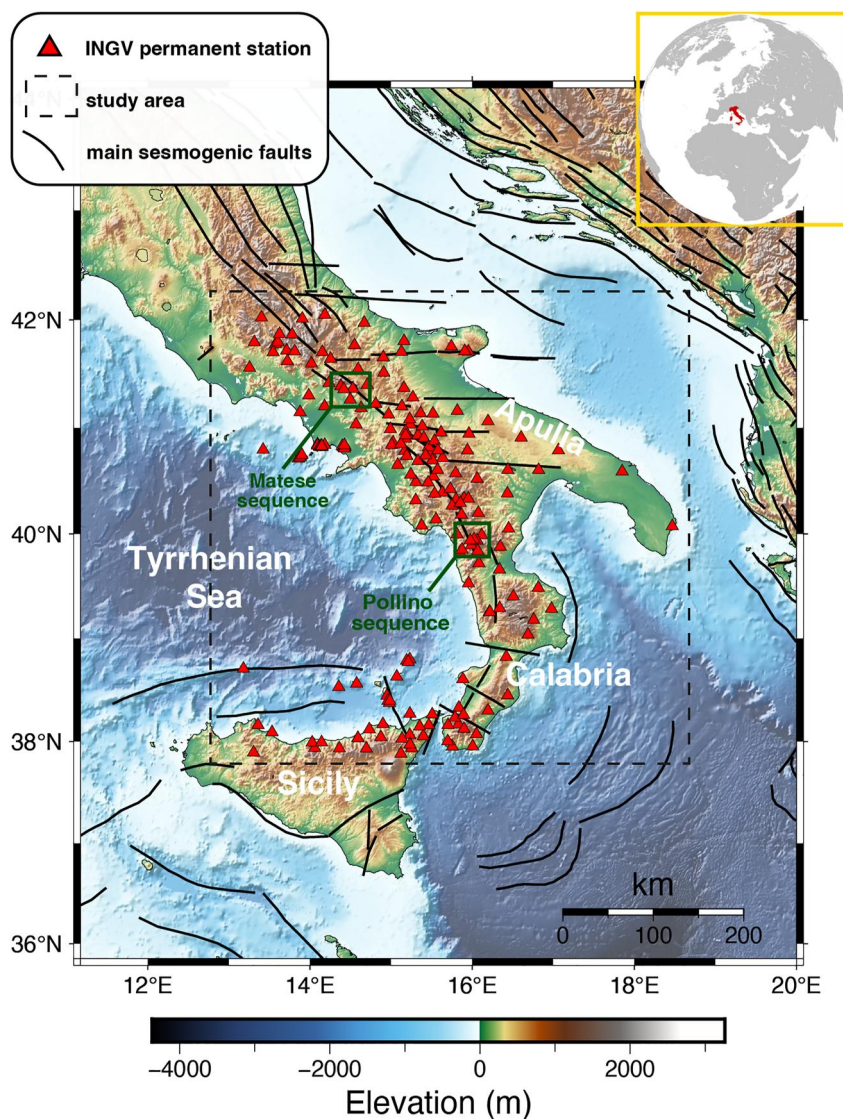 INGV permanent station
study area
main sesmogenic faults
42°N
40°N
38°N
36°N
Apulia
Matese
sequence
Tyrrhenian
Sea
Pollino
sequence
Calabria
Sicily
km
0 100 200
12°E 14°E 16°E 18°E 20°E
−4000 −2000 0 2000
Elevation (m)